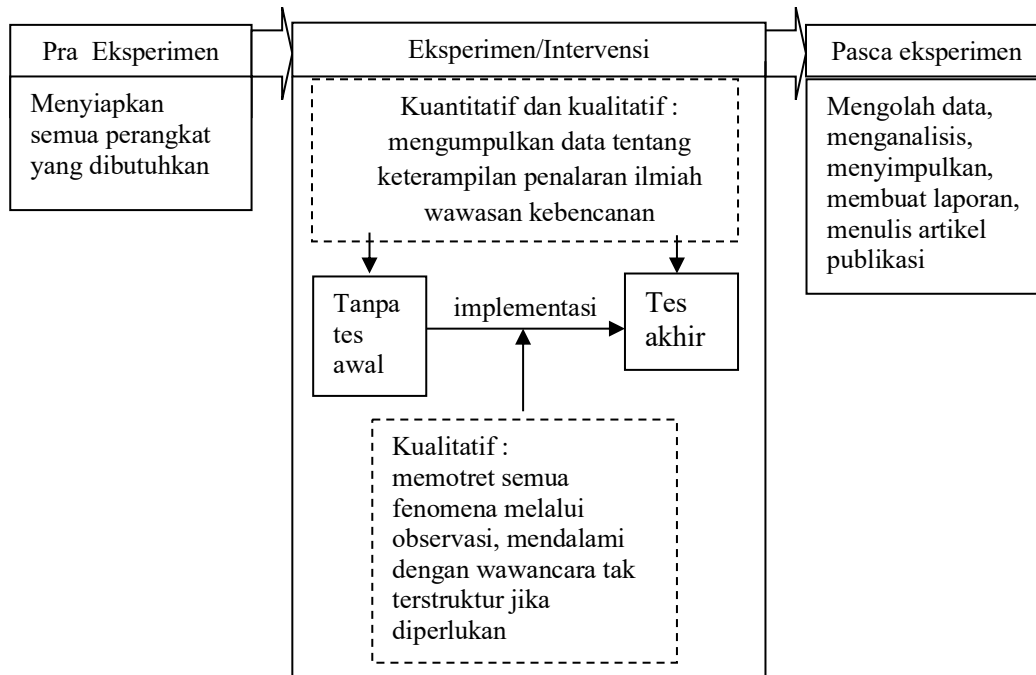 Pra Eksperimen
Menyiapkan
semua perangkat
yang dibutuhkan
Eksperimen/Intervensi
Kuantitatif dan kualitatif :
mengumpulkan data tentang
keterampilan penalaran ilmiah
wawasan kebencanan
Tanpa
tes
awal
implementasi
Tes
akhir
Kualitatif :
memotret semua
fenomena melalui
observasi, mendalami
dengan wawancara tak
terstruktur jika
diperlukan
Pasca eksperimen
Mengolah data,
menganalisis,
menyimpulkan,
membuat laporan,
menulis artikel
publikasi